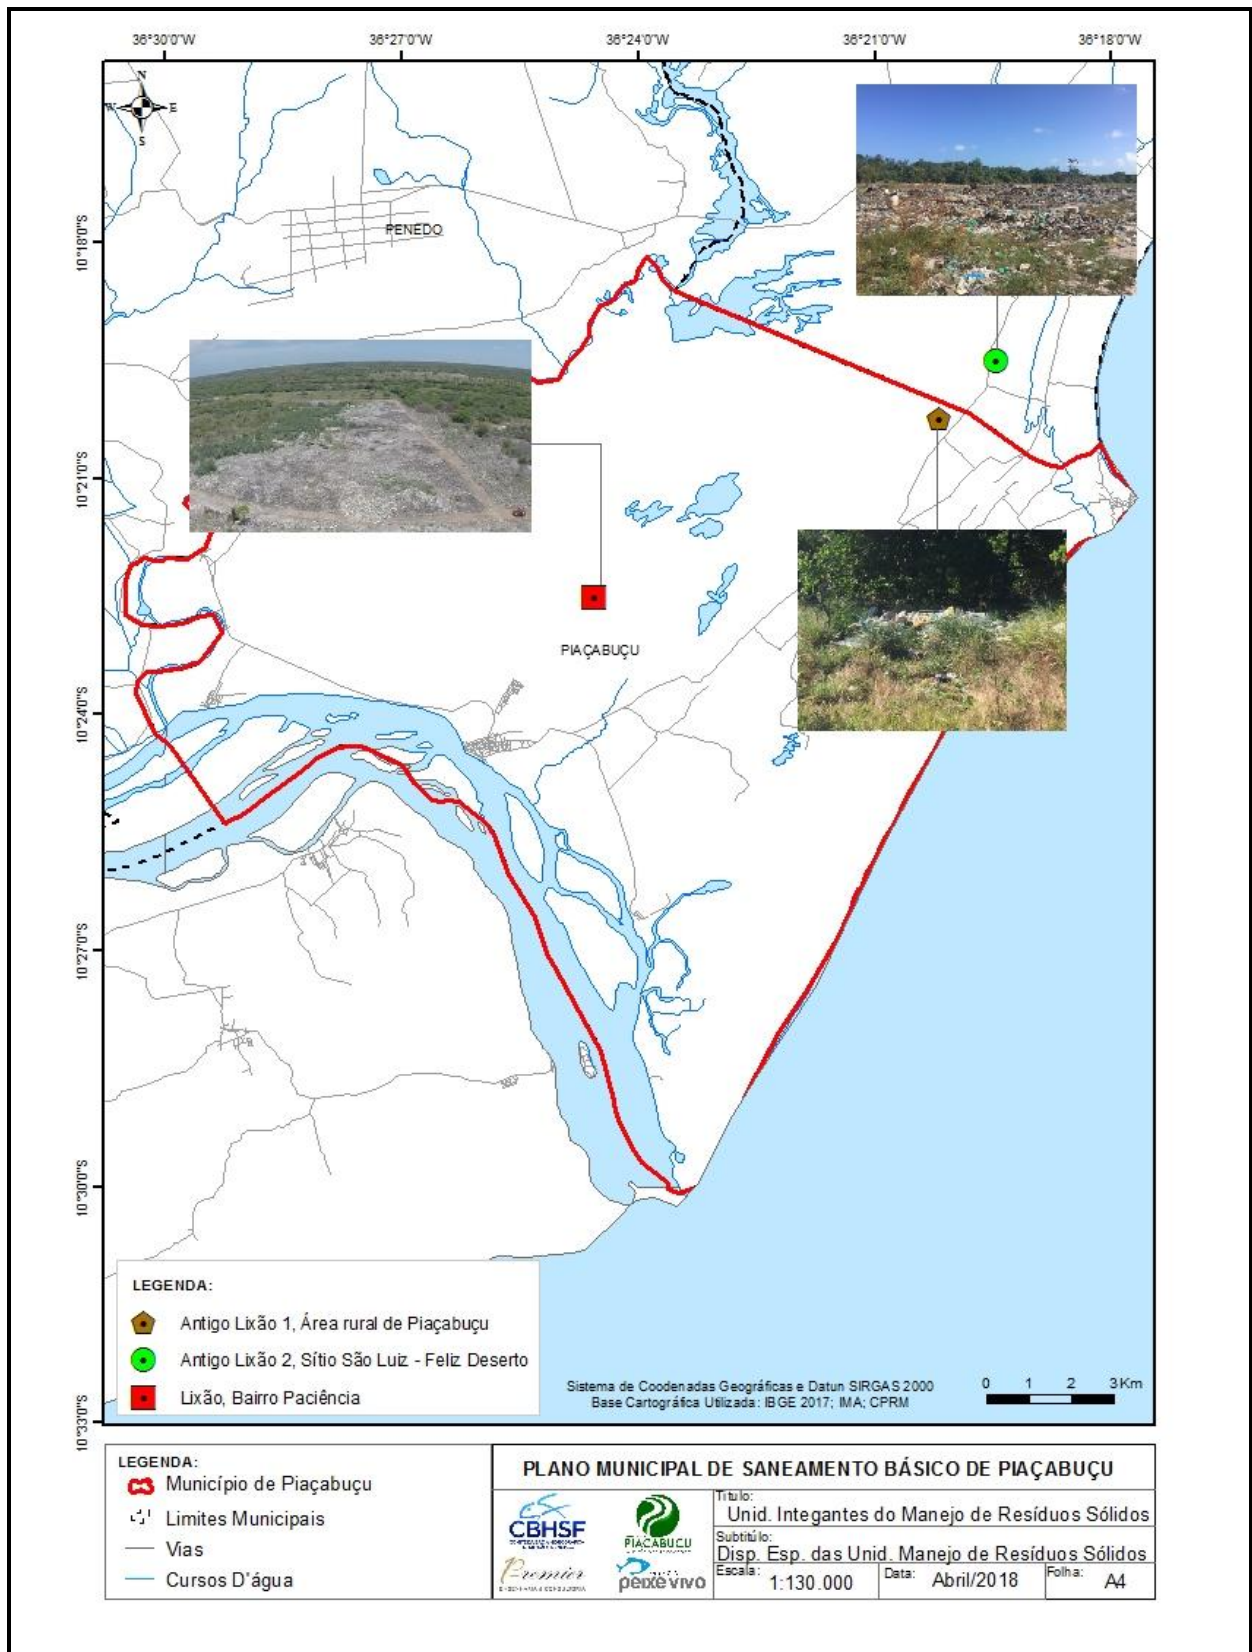 36°30'0"W
36°27'0"W
36°24'0"W
36°21'0"W
36°18'0"W
N
W
E
S
10°18'0"S
10°21'0"S
10°24'0"S
10°27'0"S
10°30'0"S
10°33'0"S
PENEDO
PIAÇABUÇU
LEGENDA:
Antigo Lixão 1, Área rural de Piaçabuçu
Antigo Lixão 2, Sítio São Luiz - Feliz Deserto
Lixão, Bairro Paciência
Sistema de Coodenadas Geográficas e Datun SIRGAS 2000
Base Cartográfica Utilizada: IBGE 2017; IMA; CPRM
0 1 2 3Km
LEGENDA:
Município de Piaçabuçu
Limites Municipais
Vias
Cursos D'água
PLANO MUNICIPAL DE SANEAMENTO BÁSICO DE PIAÇABUÇU
CBHSF
PIAÇABUÇU
Premier
peixe vivo
Titulo:
Unid. Integantes do Manejo de Resíduos Sólidos
Subtitúlo:
Disp. Esp. das Unid. Manejo de Resíduos Sólidos
Escala: 1:130.000
Data: Abril/2018
Folha: A4